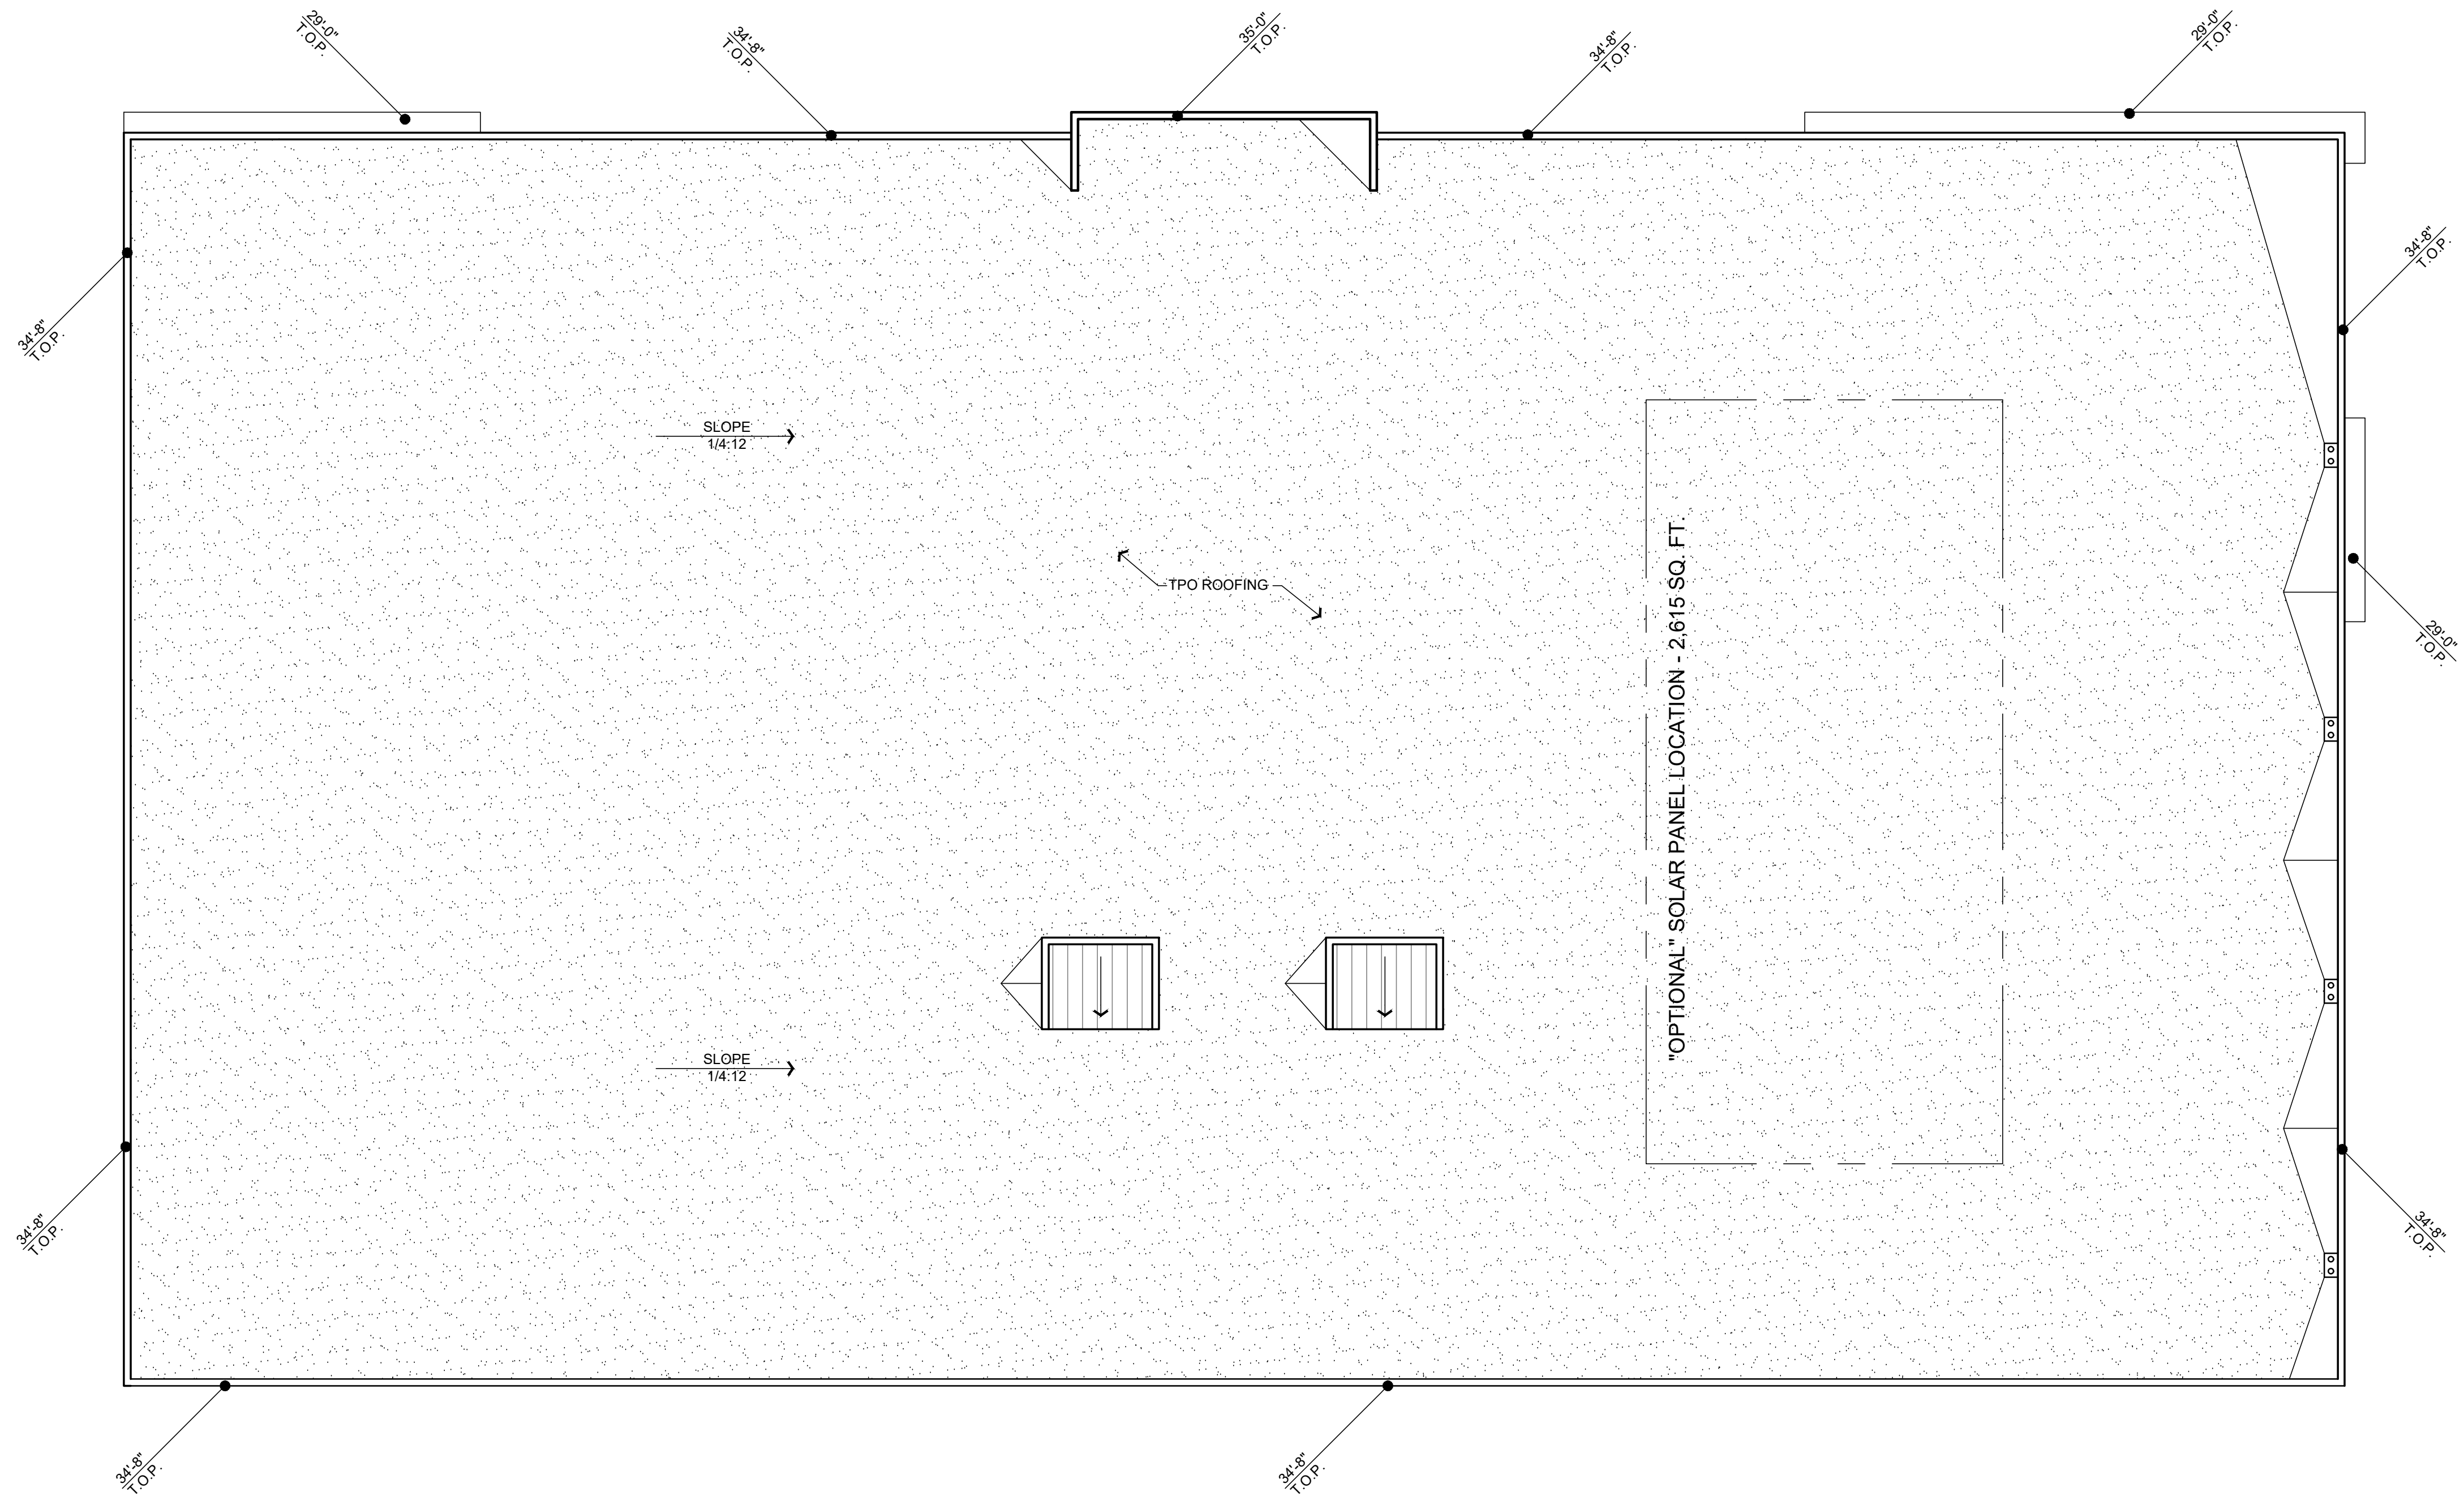 29'-0"
T.O.P.
34'-8"
T.O.P.
35'-0"
T.O.P.
34'-8"
T.O.P.
29'-0"
T.O.P.
34'-8"
T.O.P.
34'-8"
T.O.P.
SLOPE
1/4:12
TPO ROOFING
"OPTIONAL" SOLAR PANEL LOCATION - 2,615 SQ. FT.
29'-0"
T.O.P.
SLOPE
1/4:12
34'-8"
T.O.P.
34'-8"
T.O.P.
34'-8"
T.O.P.
34'-8"
T.O.P.